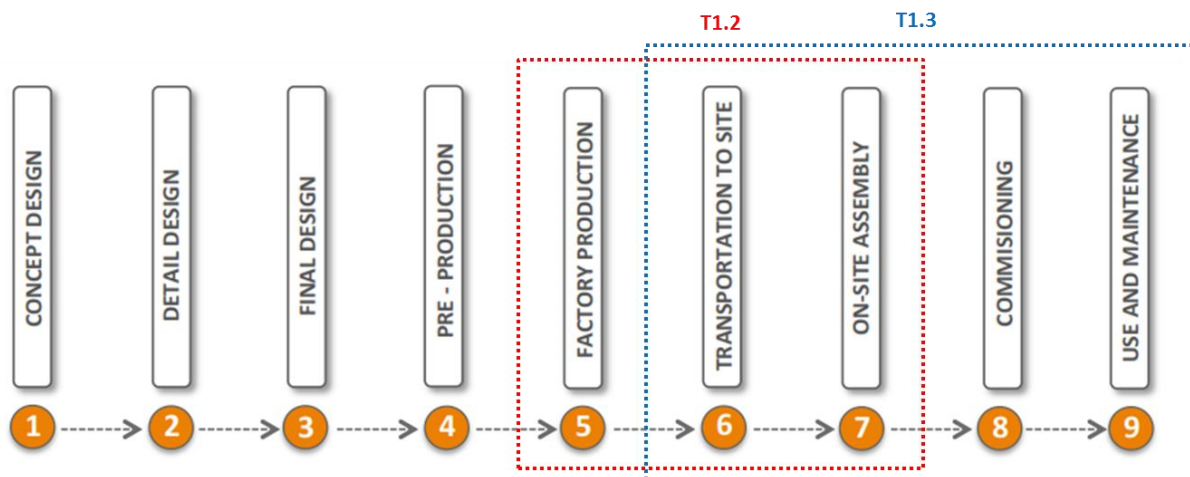 T1.2
T1.3
CONCEPT DESIGN
DETAIL DESIGN
FINAL DESIGN
PRE - PRODUCTION
FACTORY PRODUCTION
TRANSPORTATION TO SITE
ON-SITE ASSEMBLY
COMMISIONING
USE AND MAINTENANCE
1
2
3
4
5
6
7
8
9